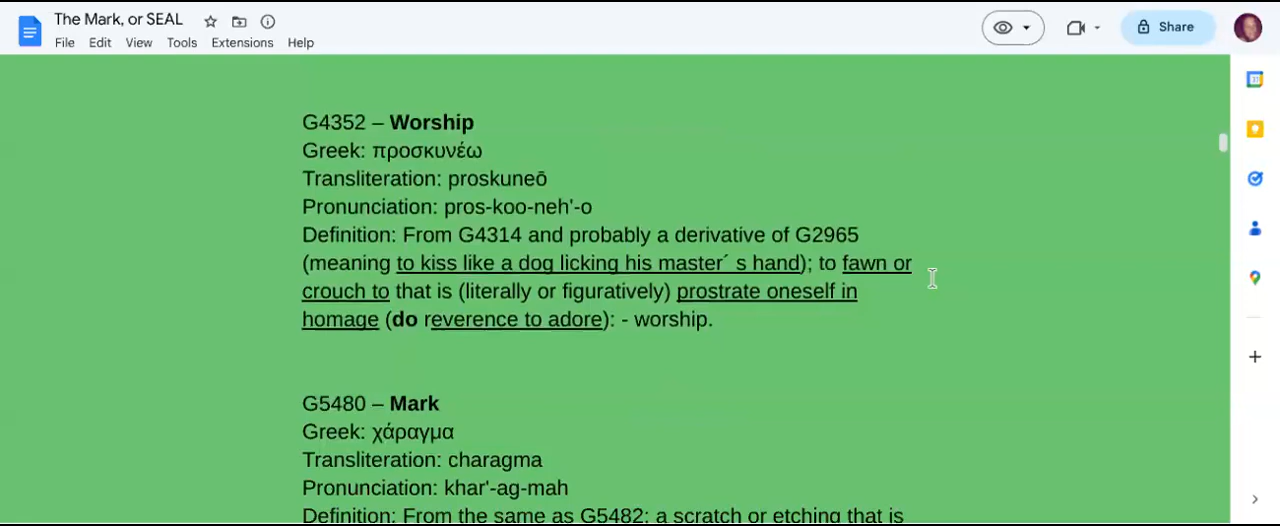 The Mark, or SEAL
File Edit View Tools Extensions Help
Share
G4352 – Worship
Greek: προσκυνέω
Transliteration: proskuneō
Pronunciation: pros-koo-neh'-o
Definition: From G4314 and probably a derivative of G2965
(meaning to kiss like a dog licking his master´ s hand); to fawn or
crouch to that is (literally or figuratively) prostrate oneself in
homage (do reverence to adore): - worship.
G5480 – Mark
Greek: χάραγμα
Transliteration: charagma
Pronunciation: khar'-ag-mah
Definition: From the same as G5482: a scratch or etching that is